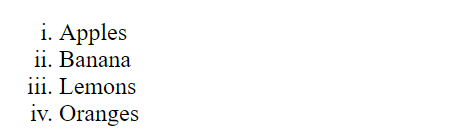 i. Apples
ii. Banana
iii. Lemons
iv. Oranges